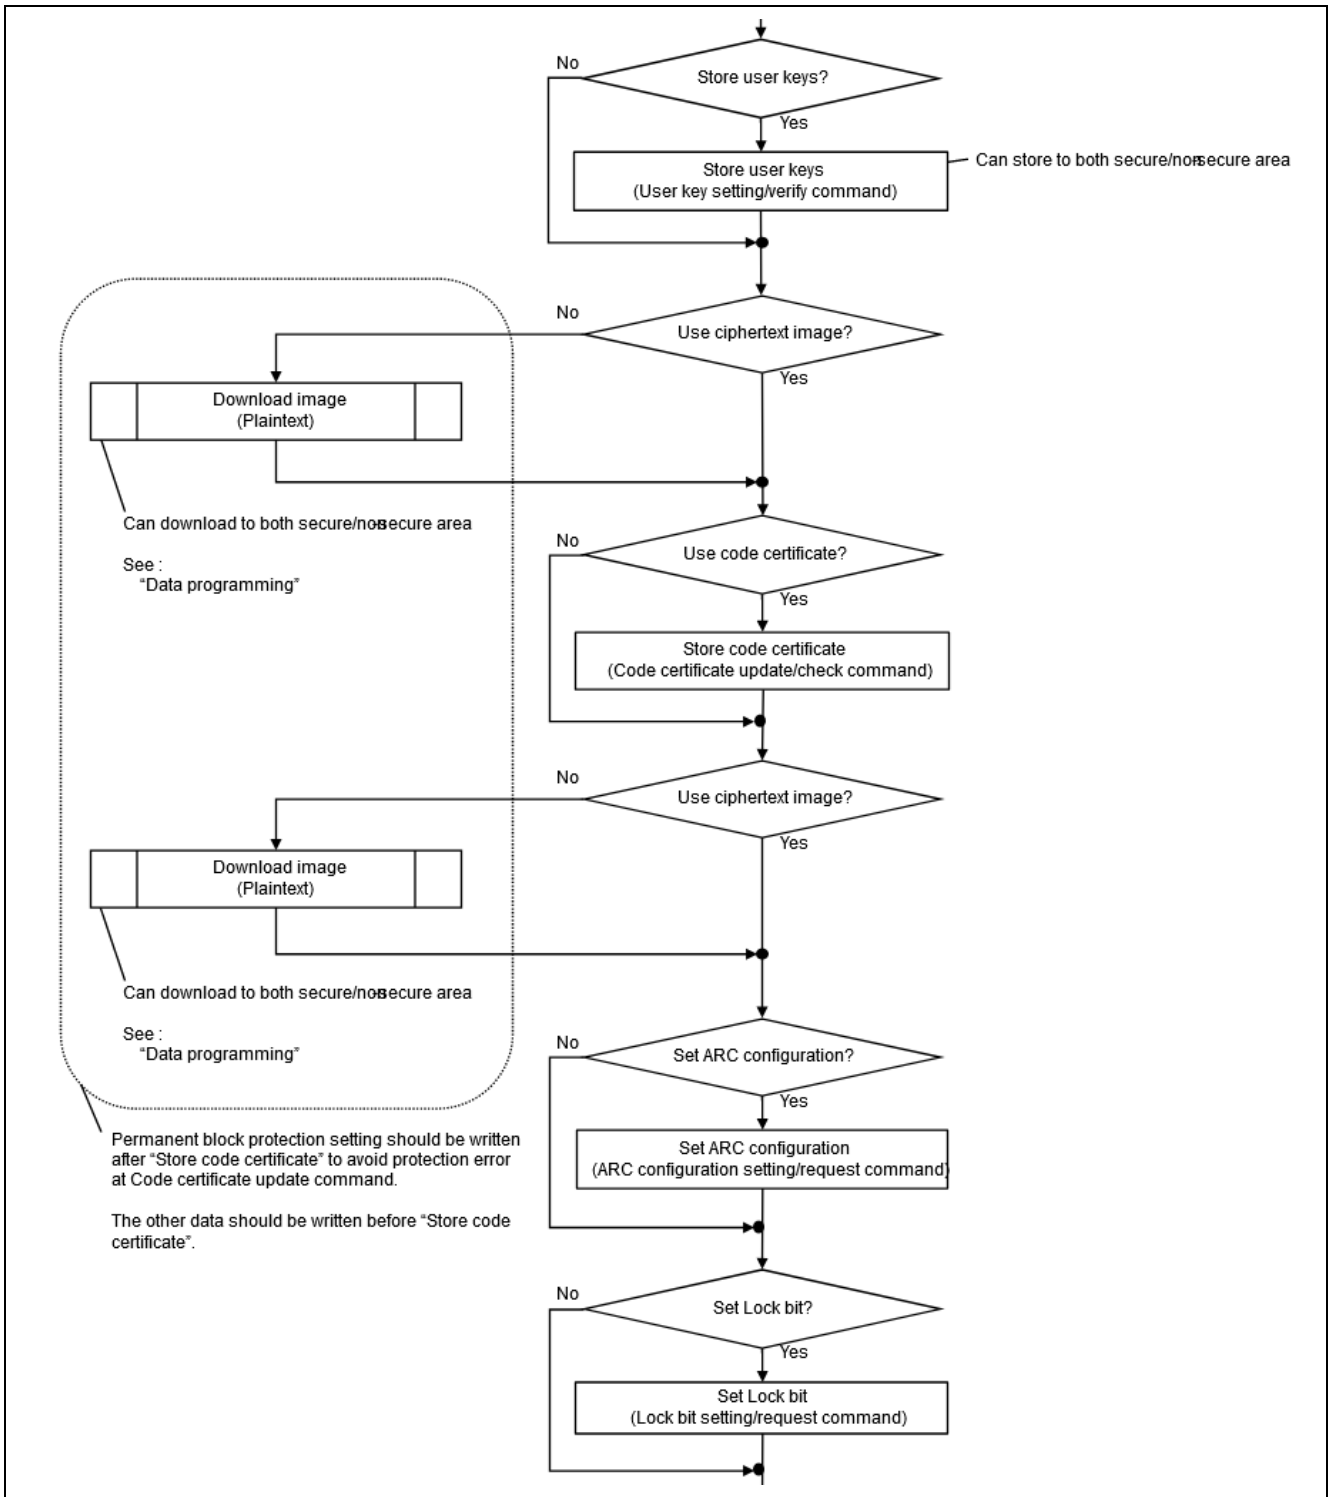 No
Store user keys?
Yes
Store user keys
(User key setting/verify command)
Can store to both secure/non-secure area
No
Use ciphertext image?
Yes
Download image
(Plaintext)
Can download to both secure/non-secure area
See :
“Data programming”
No
Use code certificate?
Yes
Store code certificate
(Code certificate update/check command)
No
Use ciphertext image?
Yes
Download image
(Plaintext)
Can download to both secure/non-secure area
See :
“Data programming”
No
Set ARC configuration?
Yes
Set ARC configuration
(ARC configuration setting/request command)
Permanent block protection setting should be written
after “Store code certificate” to avoid protection error
at Code certificate update command.
The other data should be written before “Store code
certificate”.
No
Set Lock bit?
Yes
Set Lock bit
(Lock bit setting/request command)